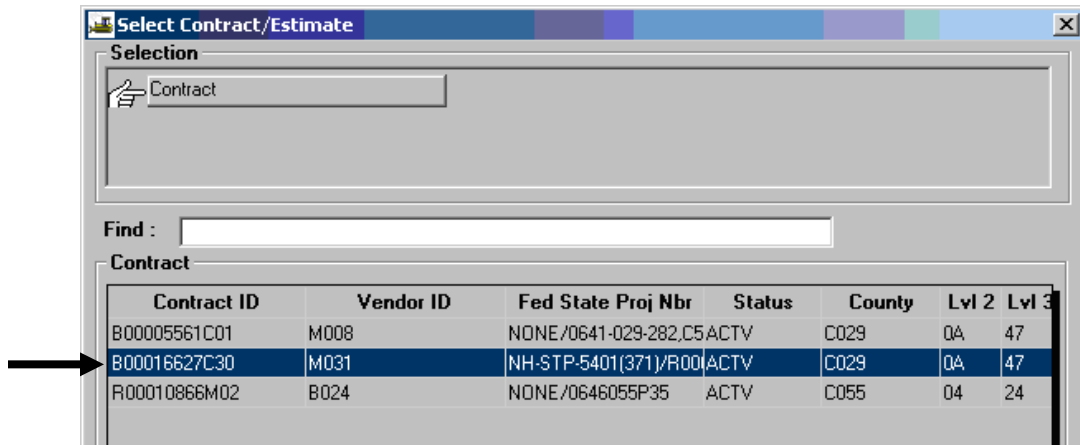 Select Contract/Estimate
Selection
Contract
Find :
Contract
Contract ID Vendor ID Fed State Proj Nbr Status County Lvl 2 Lvl 3
B00005561C01 M008 NONE/0641-029-282,C5 ACTV C029 0A 47
B00016627C30 M031 NH-STP-5401(371)/R00 ACTV C029 0A 47
R00010866M02 B024 NONE/0646055P35 ACTV C055 04 24